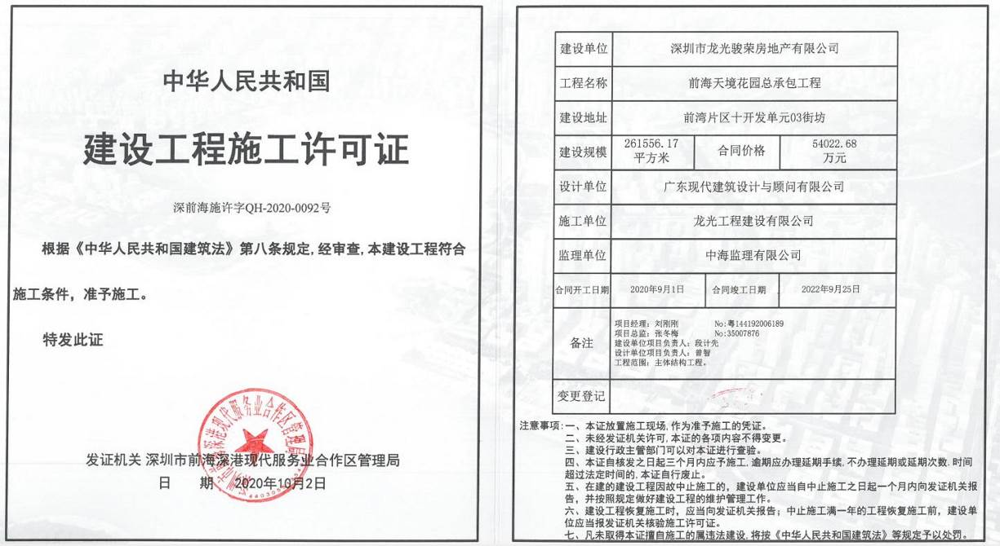 中华人民共和国
建设工程施工许可证
深前海施许字QH-2020-0092号
根据《中华人民共和国建筑法》第八条规定,经审查,本建设工程符合
施工条件，准予施工。
特发此证
发证机关 深圳市前海深港现代服务业合作区管理局
日 期 2020年10月2日
建设单位 深圳市龙光骏荣房地产有限公司
工程名称 前海天境花园总承包工程
建设地址 前湾片区十开发单元03街坊
建设规模 261556.17 平方米 合同价格 54022.68 万元
设计单位 广东现代建筑设计与顾问有限公司
施工单位 龙光工程建设有限公司
监理单位 中海监理有限公司
合同开工日期 2020年9月1日 合同竣工日期 2022年9月25日
备注
项目经理：刘刚刚 No:粤144192006189
项目总监：张冬梅 No:35007876
建设单位项目负责人：段计先
设计单位项目负责人：曾智
工程范围：主体结构工程。
变更登记
注意事项:一、本证放置施工现场,作为准予施工的凭证。
二、未经发证机关许可,本证的各项内容不得变更。
三、建设行政主管部门可以对本证进行查验。
四、本证自核发之日起三个月内应予施工,逾期应办理延期手续,不办理延期或延期次数,时间
超过法定时间的,本证自行废止。
五、在建的建设工程因故中止施工的，建设单位应当自中止施工之日起一个月内向发证机关报
告，并按照规定做好建设工程的维护管理工作。
六、建设工程恢复施工时，应当向发证机关报告；中止施工满一年的工程恢复施工前，建设单
位应当报发证机关核验施工许可证。
七、凡未取得本证擅自施工的属违法建设,将按《中华人民共和国建筑法》等规定予以处罚。